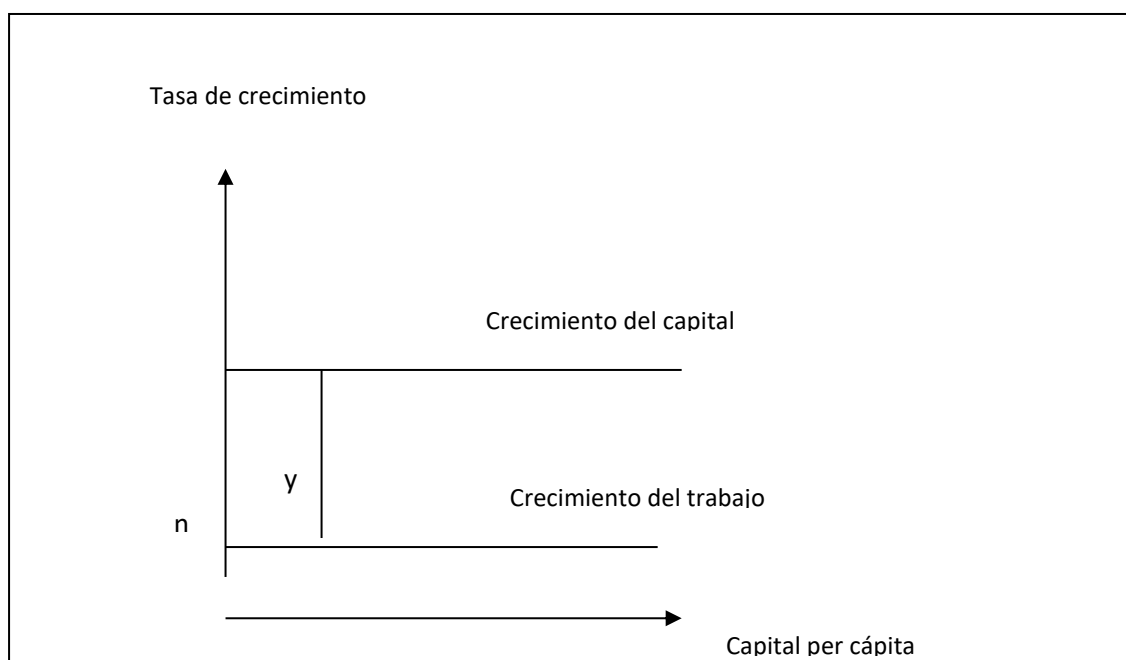 Tasa de crecimiento
Crecimiento del capital
y
Crecimiento del trabajo
n
Capital per cápita